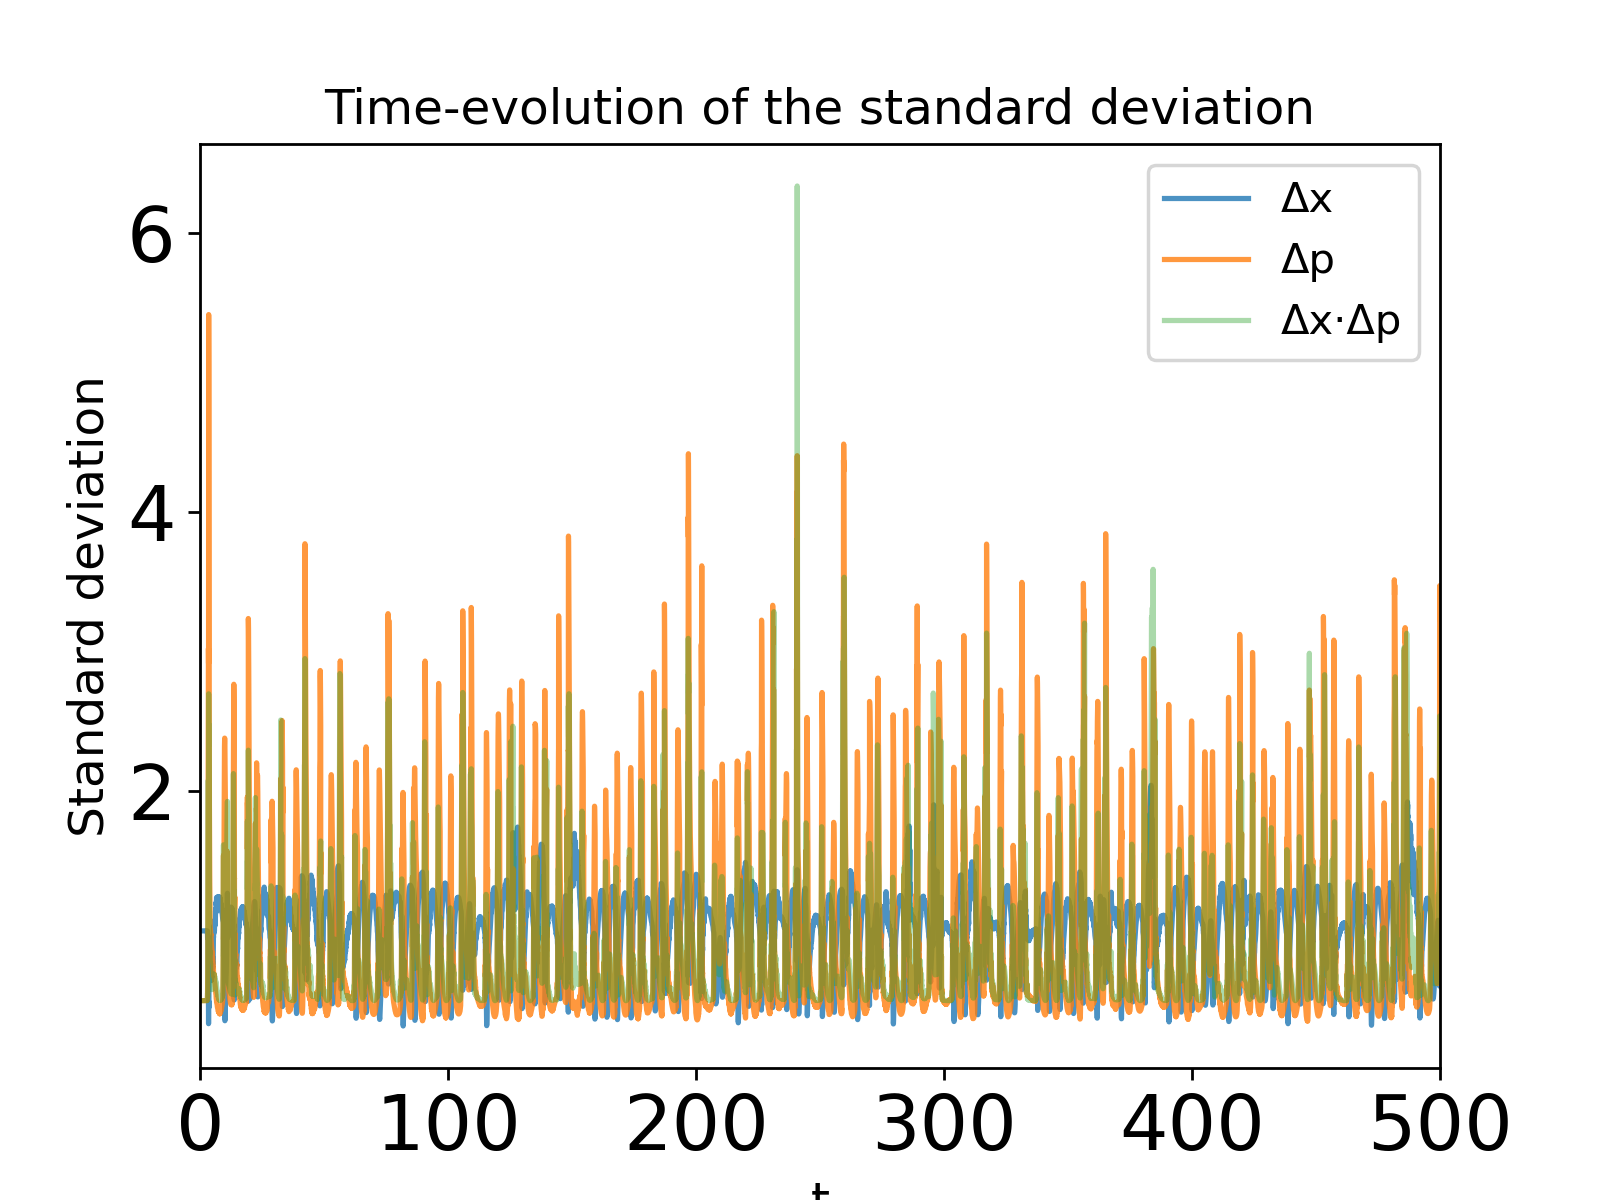 Time-evolution of the standard deviation
Δx
Δp
Δx·Δp
Standard deviation
6
4
2
0 100 200 300 400 500
t